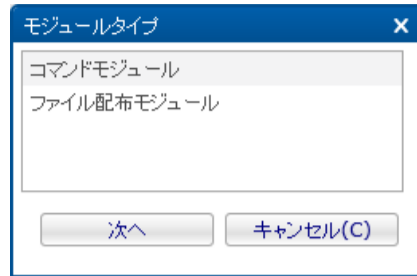 モジュールタイプ
コマンドモジュール
ファイル配布モジュール
次へ
キャンセル(C)